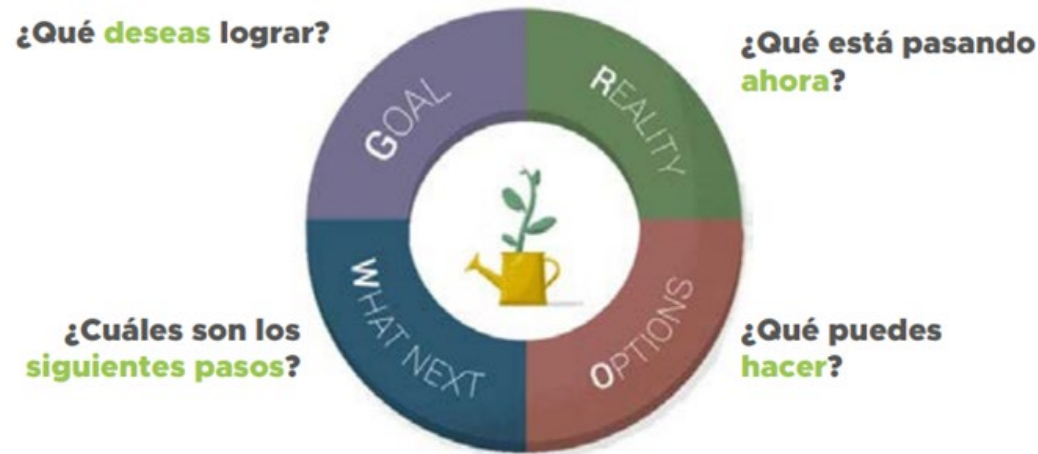 ¿Qué deseas lograr?
GOAL
REALITY
¿Qué está pasando
ahora?
¿Cuáles son los
siguientes pasos?
WHAT NEXT
OPTIONS
¿Qué puedes
hacer?